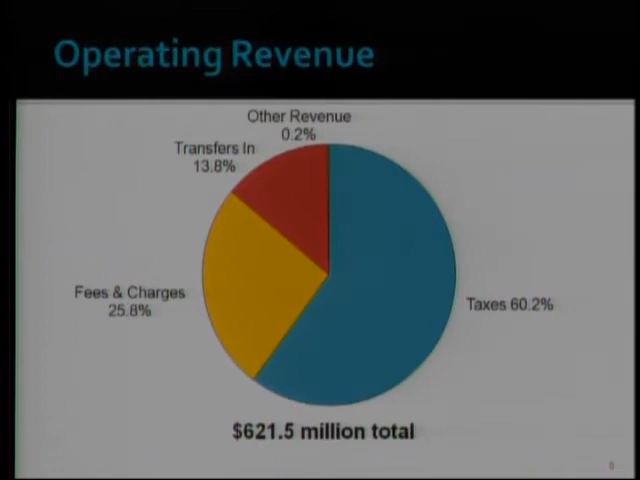 Operating Revenue
Other Revenue
0.2%
Transfers In
13.8%
Fees & Charges
25.8%
Taxes 60.2%
$621.5 million total